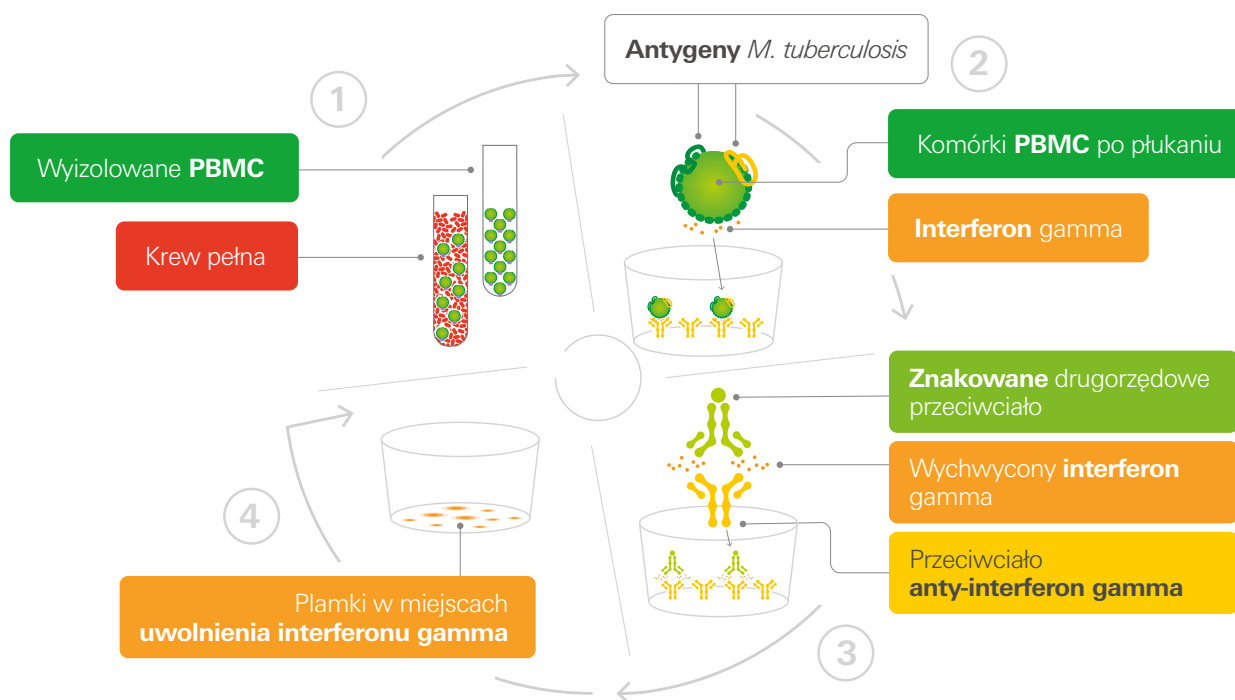 1
Wyizolowane PBMC
Krew pełna
Antygeny M. tuberculosis
2
Komórki PBMC po płukaniu
Interferon gamma
Znakowane drugorzędowe
przeciwciało
Wychwycony interferon
gamma
Przeciwciało
anty-interferon gamma
3
4
Plamki w miejscach
uwolnienia interferonu gamma